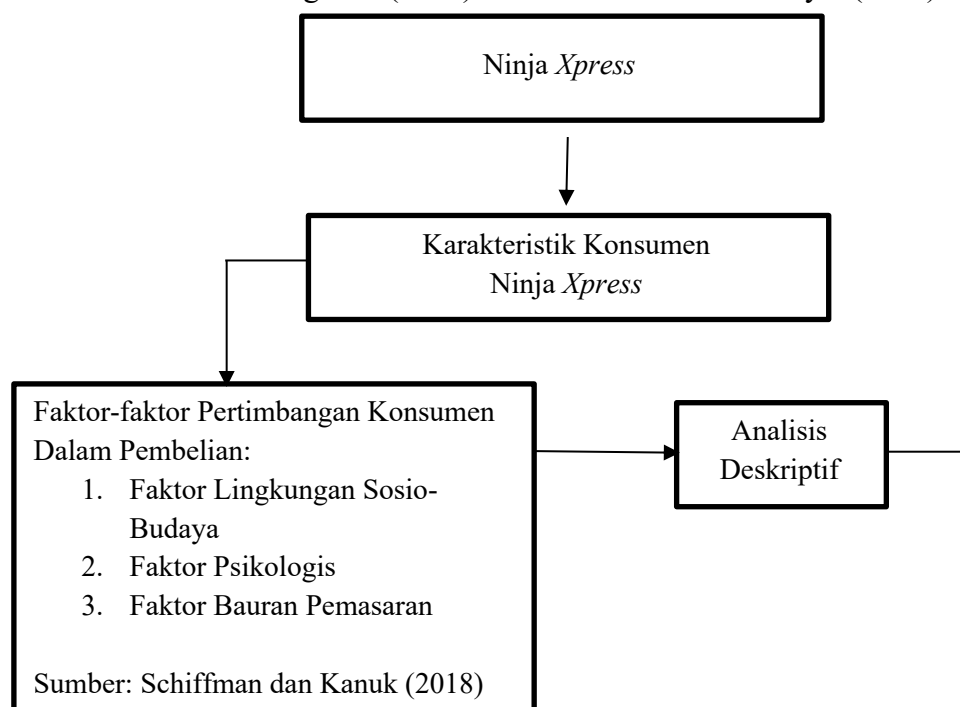 Ninja Xpress
Karakteristik Konsumen
Ninja Xpress
Faktor-faktor Pertimbangan Konsumen
Dalam Pembelian:
1. Faktor Lingkungan Sosio-
Budaya
2. Faktor Psikologis
3. Faktor Bauran Pemasaran
Sumber: Schiffman dan Kanuk (2018)
Analisis
Deskriptif